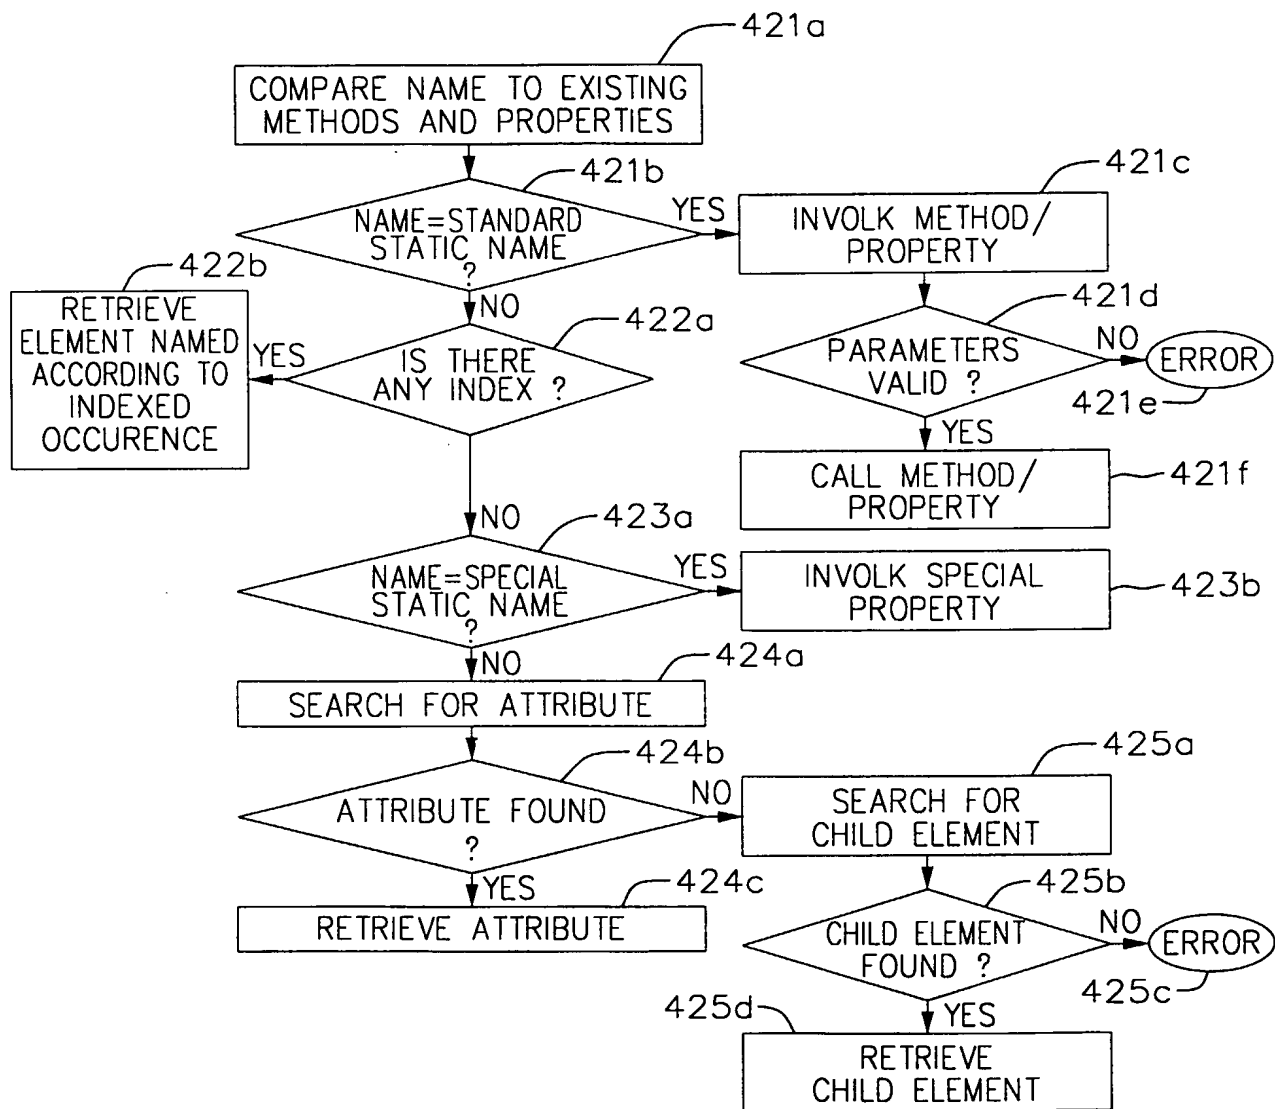 421a
COMPARE NAME TO EXISTING
METHODS AND PROPERTIES
421b
NAME=STANDARD
STATIC NAME
?
YES
421c
INVOLK METHOD/
PROPERTY
NO
421d
PARAMETERS
VALID ?
NO
ERROR
421e
YES
CALL METHOD/
PROPERTY
421f
422a
IS THERE
ANY INDEX ?
YES
422b
RETRIEVE
ELEMENT NAMED
ACCORDING TO
INDEXED
OCCURENCE
NO
423a
NAME=SPECIAL
STATIC NAME
?
YES
INVOLK SPECIAL
PROPERTY
423b
NO
424a
SEARCH FOR ATTRIBUTE
424b
ATTRIBUTE FOUND
?
NO
YES
424c
RETRIEVE ATTRIBUTE
425a
SEARCH FOR
CHILD ELEMENT
425b
CHILD ELEMENT
FOUND ?
NO
ERROR
425c
YES
425d
RETRIEVE
CHILD ELEMENT